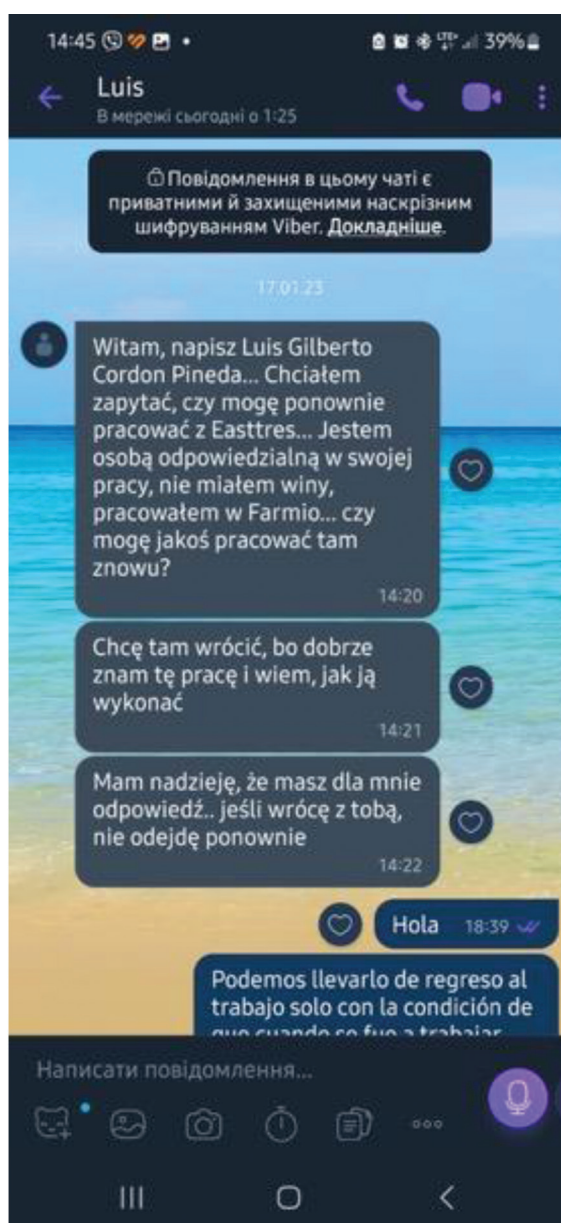 14:45
39%
Luis
В мережі сьогодні о 1:25
Повідомлення в цьому чаті є
приватними й захищеними наскрізним
шифруванням Viber. Докладніше.
17.01.23
Witam, napisz Luis Gilberto
Cordon Pineda... Chciałem
zapytać, czy mogę ponownie
pracować z Easttres... Jestem
osobą odpowiedzialną w swojej
pracy, nie miałem winy,
pracowałem w Farmio... czy
mogę jakoś pracować tam
znowu?
14:20
Chcę tam wrócić, bo dobrze
znam tę pracę i wiem, jak ją
wykonać
14:21
Mam nadzieję, że masz dla mnie
odpowiedź.. jeśli wrócę z tobą,
nie odejdę ponownie
14:22
Hola 18:39
Podemos llevarlo de regreso al
trabajo solo con la condición de
que cuando se fue a trabajar
Написати повідомлення...